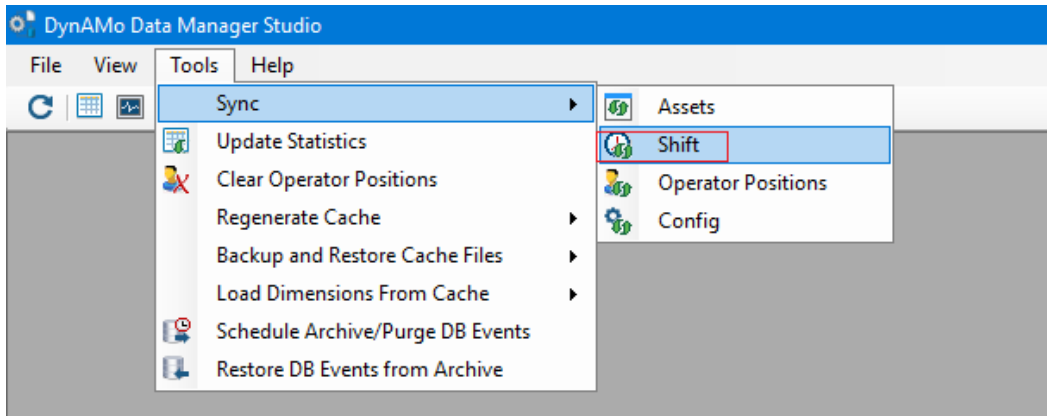 DynAMo Data Manager Studio
File View Tools Help
Sync
Assets
Update Statistics
Shift
Clear Operator Positions
Operator Positions
Regenerate Cache
Config
Backup and Restore Cache Files
Load Dimensions From Cache
Schedule Archive/Purge DB Events
Restore DB Events from Archive